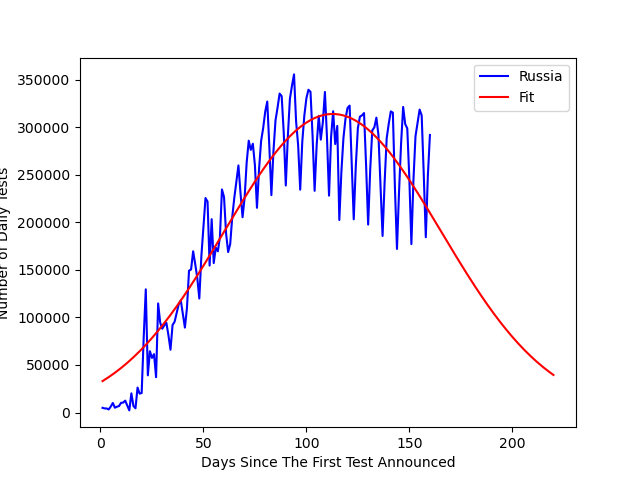 350000
300000
250000
200000
150000
100000
50000
0
Number of Daily Tests
Russia
Fit
0 50 100 150 200
Days Since The First Test Announced